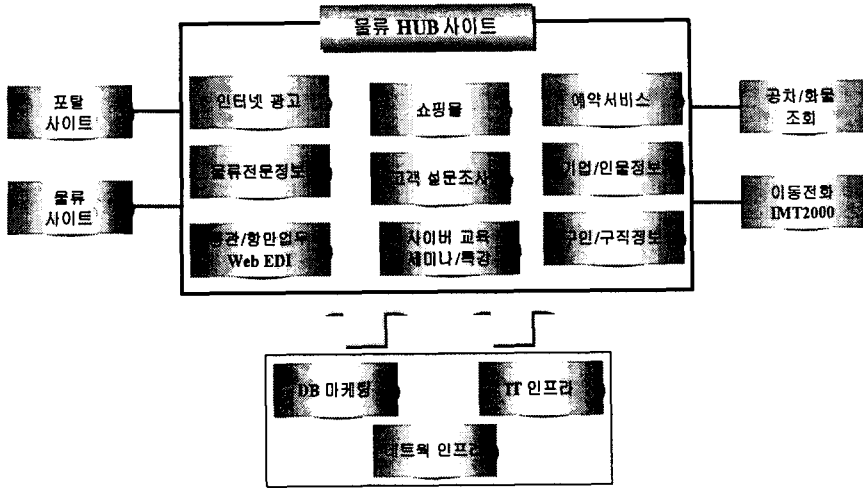 물류 HUB 사이트
포탈
사이트
인터넷 광고
쇼핑몰
예약서비스
공차/화물
조회
물류전문정보
고객 설문조사
기업/인물정보
물류
사이트
이동전화
IMT2000
통관/항만업무
Web EDI
사이버 교육
세미나/특강
구인/구직정보
DB 마케팅
IT 인프라
네트웍 인프라